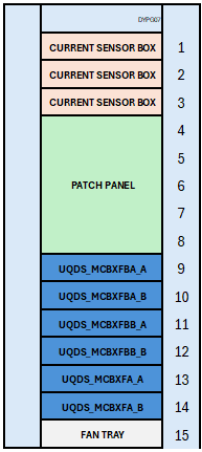 DYPG07
CURRENT SENSOR BOX 1
CURRENT SENSOR BOX 2
CURRENT SENSOR BOX 3
4
5
PATCH PANEL 6
7
8
UQDS_MCBXFBA_A 9
UQDS_MCBXFBA_B 10
UQDS_MCBXFBB_A 11
UQDS_MCBXFBB_B 12
UQDS_MCBXFA_A 13
UQDS_MCBXFA_B 14
FAN TRAY 15